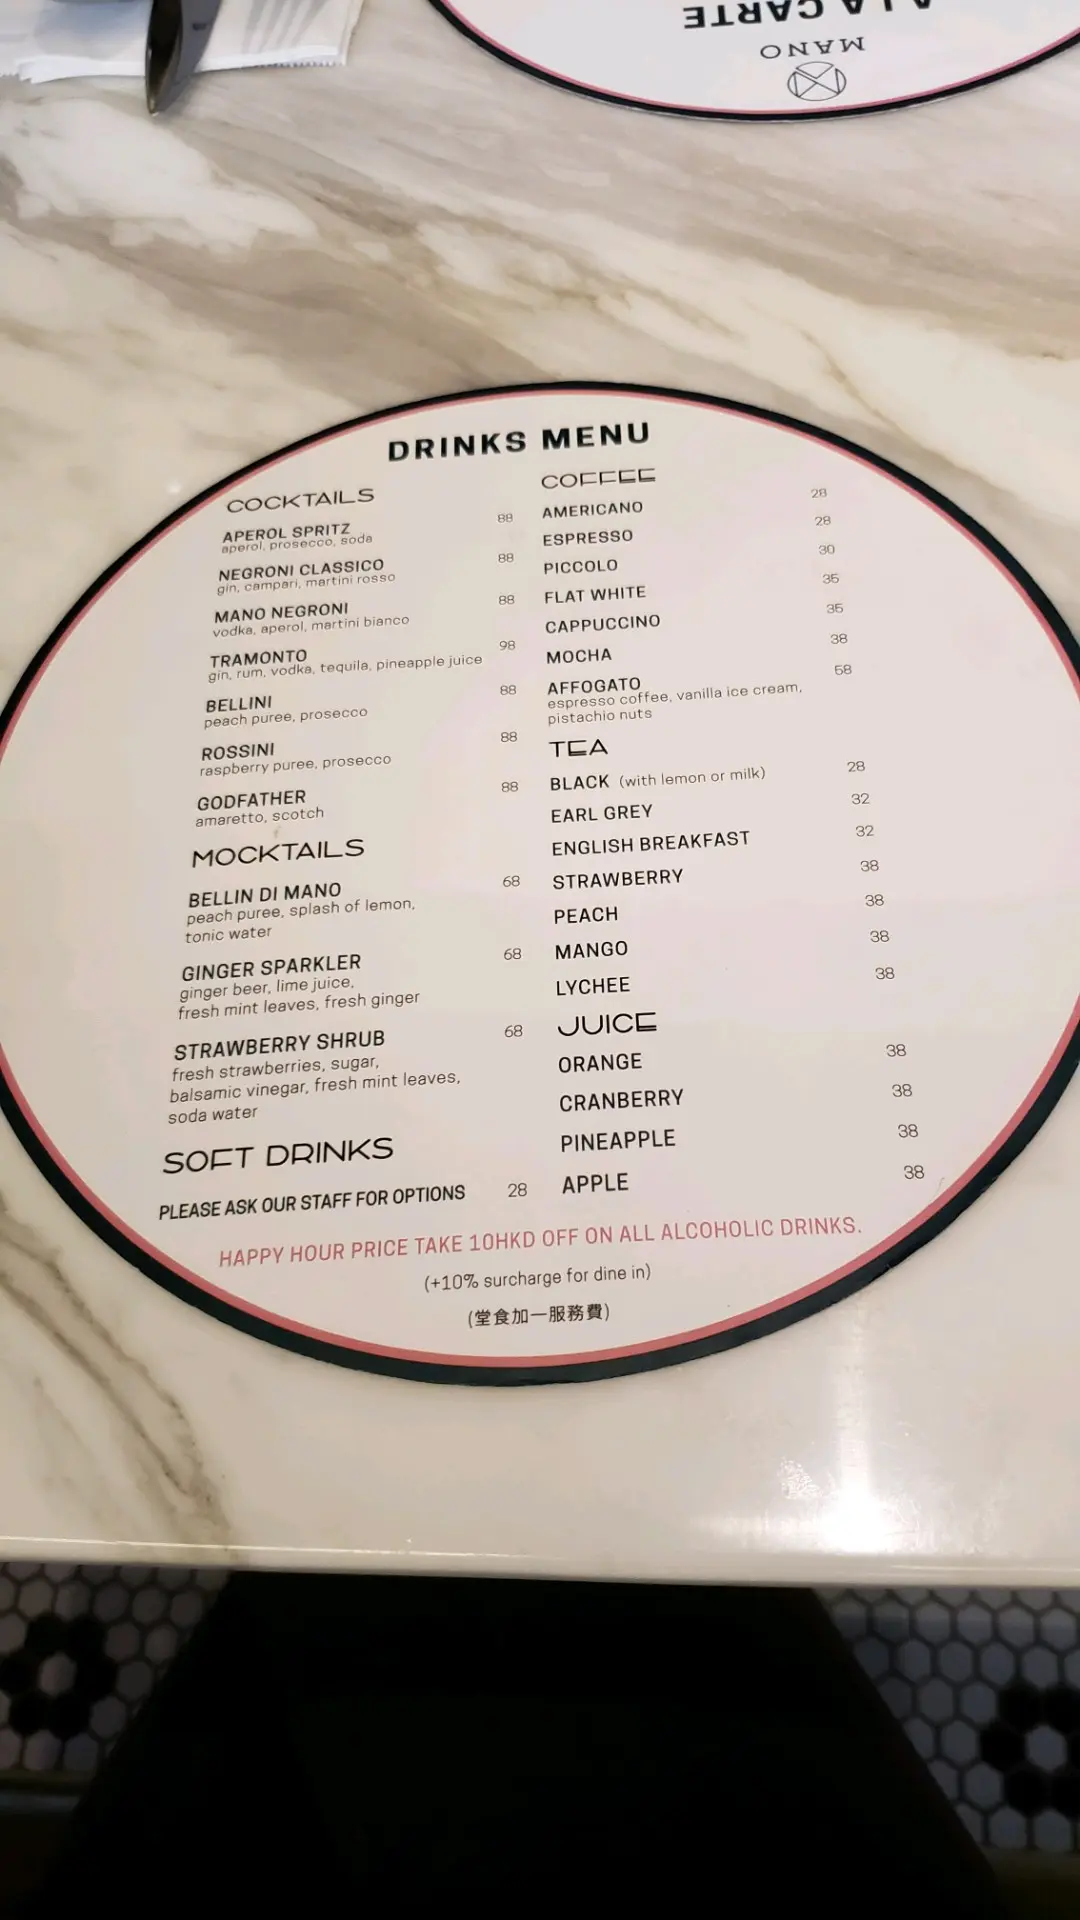 A LA CARTE
MANO
DRINKS MENU
COCKTAILS
APEROL SPRITZ 88
aperol, prosecco, soda
NEGRONI CLASSICO 88
gin, campari, martini rosso
MANO NEGRONI 88
vodka, aperol, martini bianco
TRAMONTO 98
gin, rum, vodka, tequila, pineapple juice
BELLINI 88
peach puree, prosecco
ROSSINI 88
raspberry puree, prosecco
GODFATHER 88
amaretto, scotch
MOCKTAILS
BELLIN DI MANO 68
peach puree, splash of lemon,
tonic water
GINGER SPARKLER 68
ginger beer, lime juice,
fresh mint leaves, fresh ginger
STRAWBERRY SHRUB 68
fresh strawberries, sugar,
balsamic vinegar, fresh mint leaves,
soda water
SOFT DRINKS
PLEASE ASK OUR STAFF FOR OPTIONS 28
COFFEE
AMERICANO 28
ESPRESSO 28
PICCOLO 30
FLAT WHITE 35
CAPPUCCINO 35
MOCHA 38
AFFOGATO 58
espresso coffee, vanilla ice cream,
pistachio nuts
TEA
BLACK (with lemon or milk) 28
EARL GREY 32
ENGLISH BREAKFAST 32
STRAWBERRY 38
PEACH 38
MANGO 38
LYCHEE 38
JUICE
ORANGE 38
CRANBERRY 38
PINEAPPLE 38
APPLE 38
HAPPY HOUR PRICE TAKE 10HKD OFF ON ALL ALCOHOLIC DRINKS.
(+10% surcharge for dine in)
(堂食加一服務費)